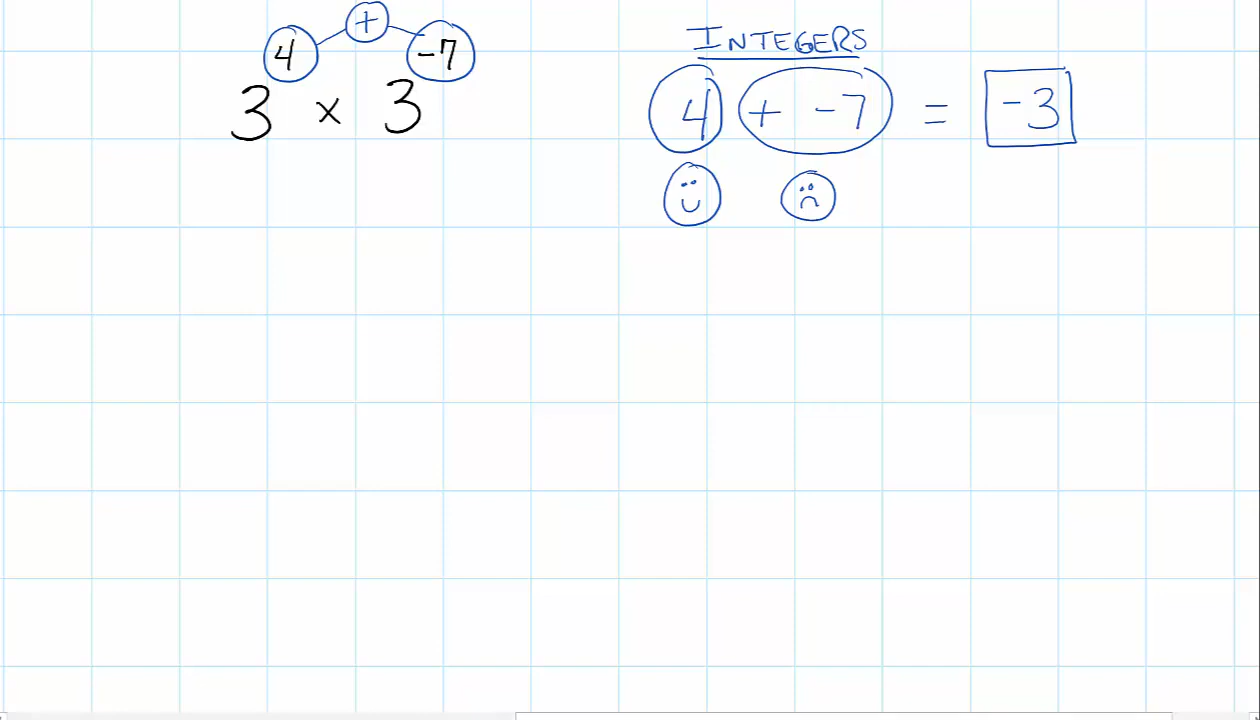 +
4 -7
3 × 3
INTEGERS
4 + -7 = -3